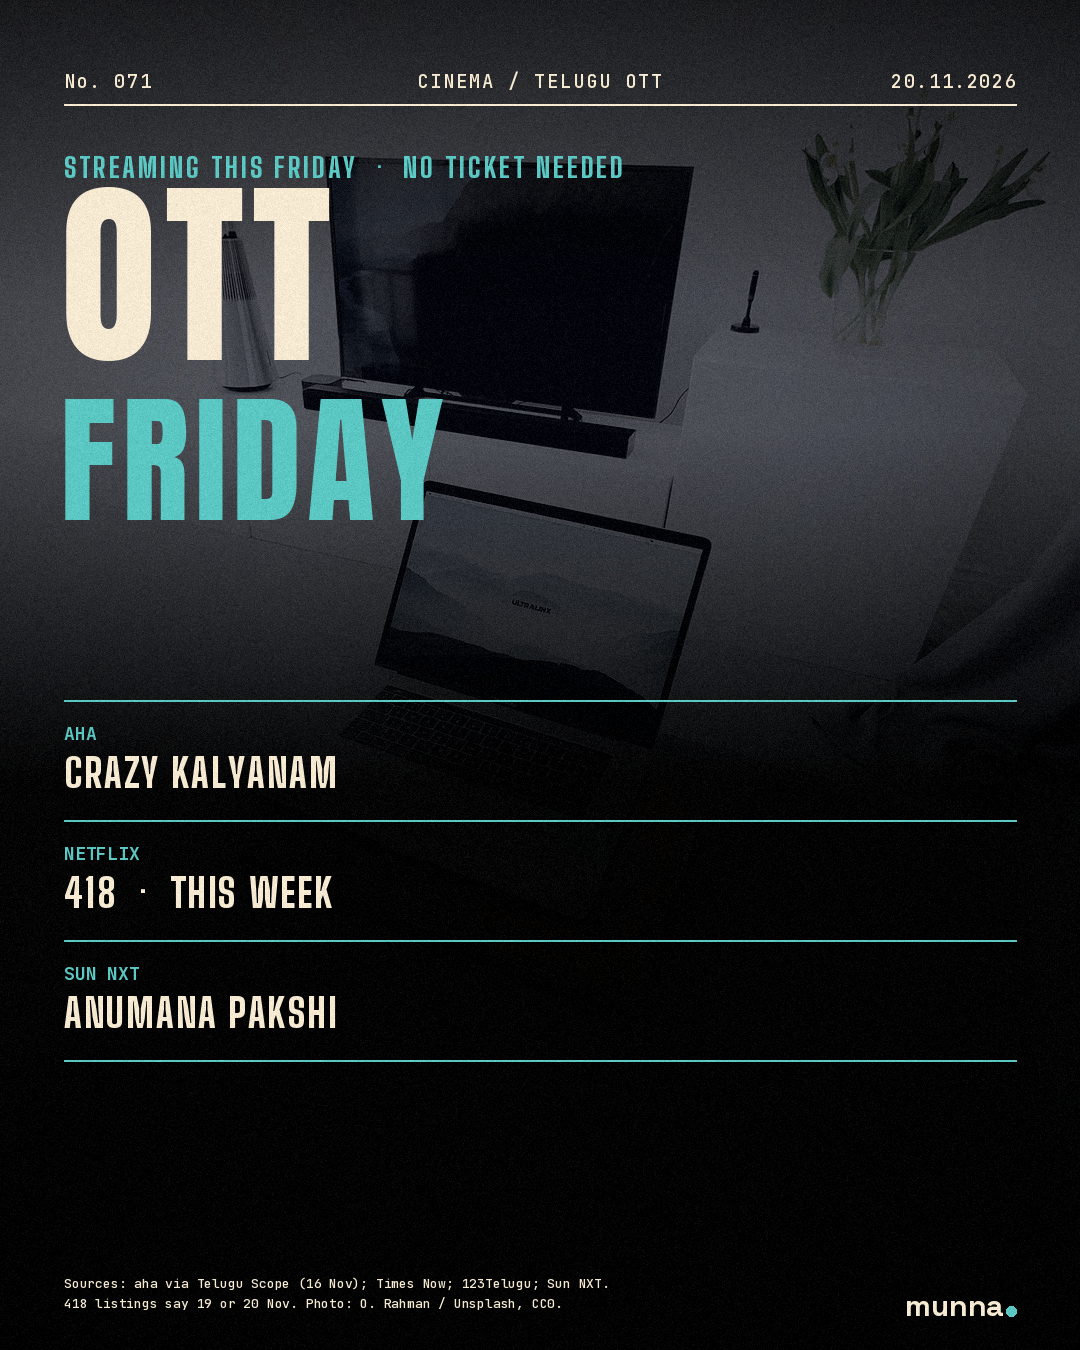 No. 071
CINEMA / TELUGU OTT
20.11.2026
STREAMING THIS FRIDAY · NO TICKET NEEDED
OTT
FRIDAY
ULTRALINX
AHA
CRAZY KALYANAM
NETFLIX
418 · THIS WEEK
SUN NXT
ANUMANA PAKSHI
Sources: aha via Telugu Scope (16 Nov); Times Now; 123Telugu; Sun NXT.
418 listings say 19 or 20 Nov. Photo: O. Rahman / Unsplash, CC0.
munna.